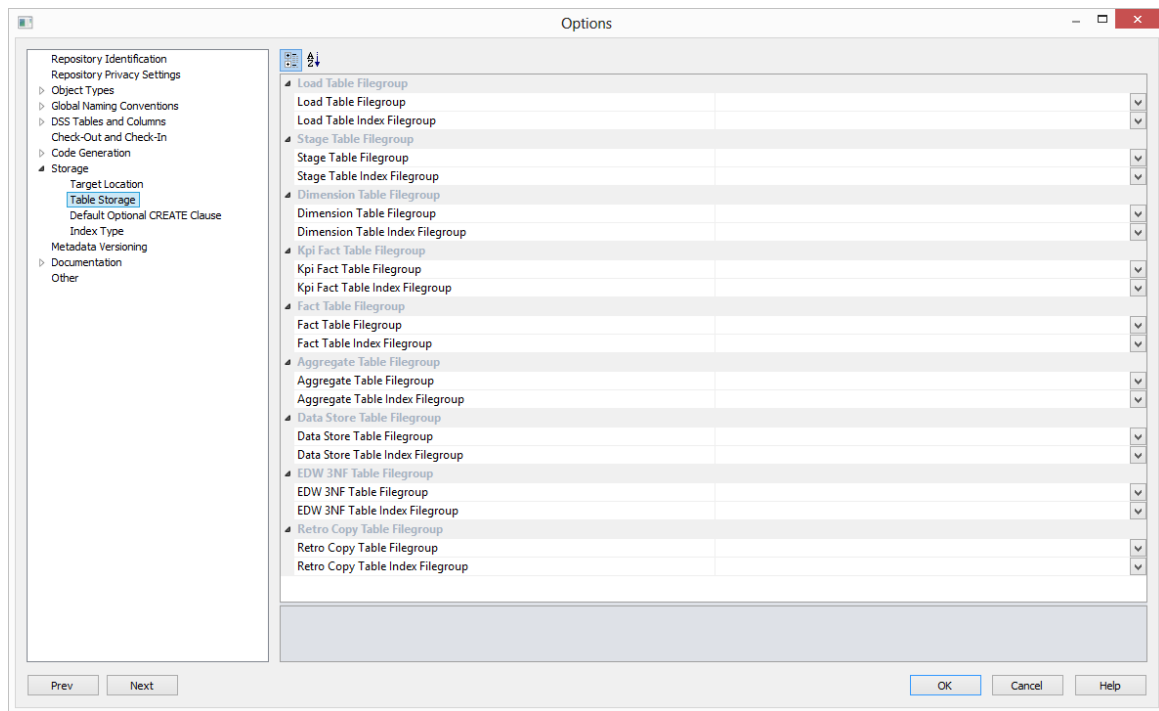 Options
Repository Identification
Repository Privacy Settings
Object Types
Global Naming Conventions
DSS Tables and Columns
Check-Out and Check-In
Code Generation
Storage
Target Location
Table Storage
Default Optional CREATE Clause
Index Type
Metadata Versioning
Documentation
Other
Load Table Filegroup
Load Table Filegroup
Load Table Index Filegroup
Stage Table Filegroup
Stage Table Filegroup
Stage Table Index Filegroup
Dimension Table Filegroup
Dimension Table Filegroup
Dimension Table Index Filegroup
Kpi Fact Table Filegroup
Kpi Fact Table Filegroup
Kpi Fact Table Index Filegroup
Fact Table Filegroup
Fact Table Filegroup
Fact Table Index Filegroup
Aggregate Table Filegroup
Aggregate Table Filegroup
Aggregate Table Index Filegroup
Data Store Table Filegroup
Data Store Table Filegroup
Data Store Table Index Filegroup
EDW 3NF Table Filegroup
EDW 3NF Table Filegroup
EDW 3NF Table Index Filegroup
Retro Copy Table Filegroup
Retro Copy Table Filegroup
Retro Copy Table Index Filegroup
Prev Next OK Cancel Help